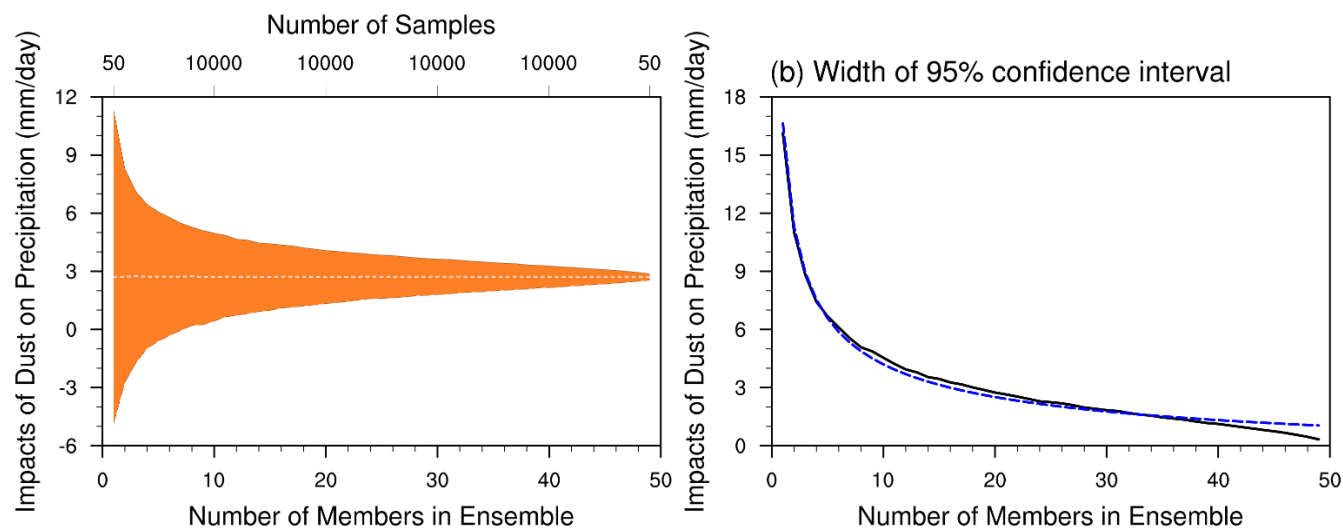 Number of Samples
50 10000 10000 10000 10000 50
Impacts of Dust on Precipitation (mm/day)
12
9
6
3
0
-3
-6
0 10 20 30 40 50
Number of Members in Ensemble
(b) Width of 95% confidence interval
Impacts of Dust on Precipitation (mm/day)
18
15
12
9
6
3
0
0 10 20 30 40 50
Number of Members in Ensemble